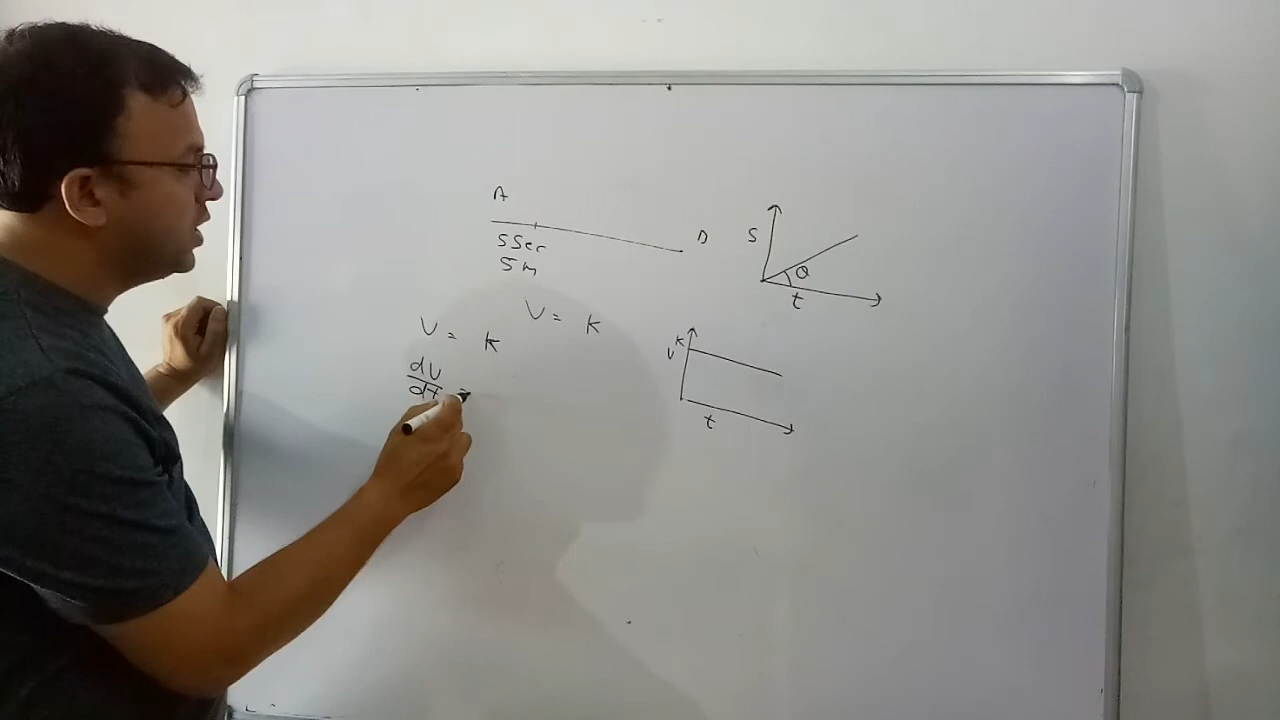 A
B
5 Sec
5 m
V = k
V = k
dV
dt =
S
θ
t
K
V
t